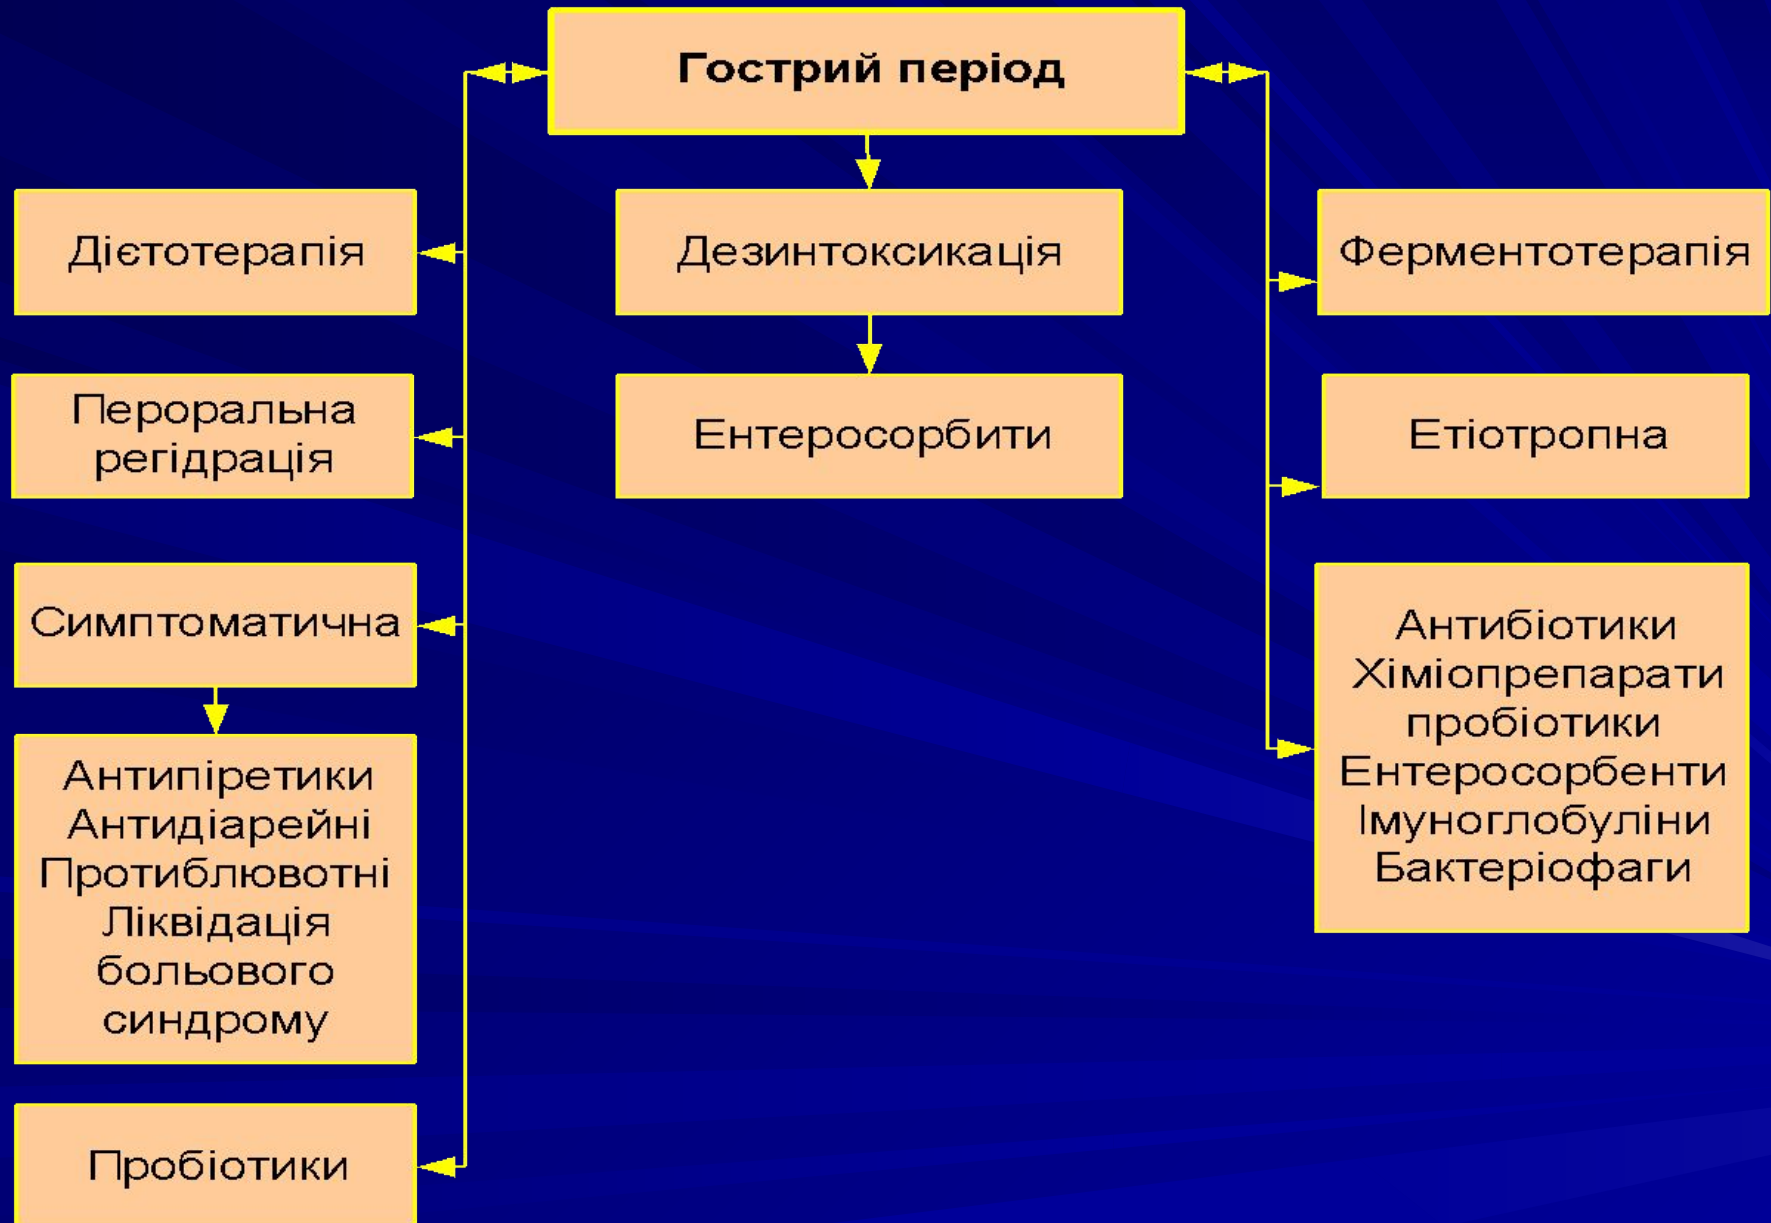 Гострий період
Дієтотерапія
Дезинтоксикація
Ферментотерапія
Пероральна
регідрація
Ентеросорбити
Етіотропна
Симптоматична
Антипіретики
Антидіарейні
Протиблювотні
Ліквідація
больового
синдрому
Антибіотики
Хіміопрепарати
пробіотики
Ентеросорбенти
Імуноглобуліни
Бактеріофаги
Пробіотики